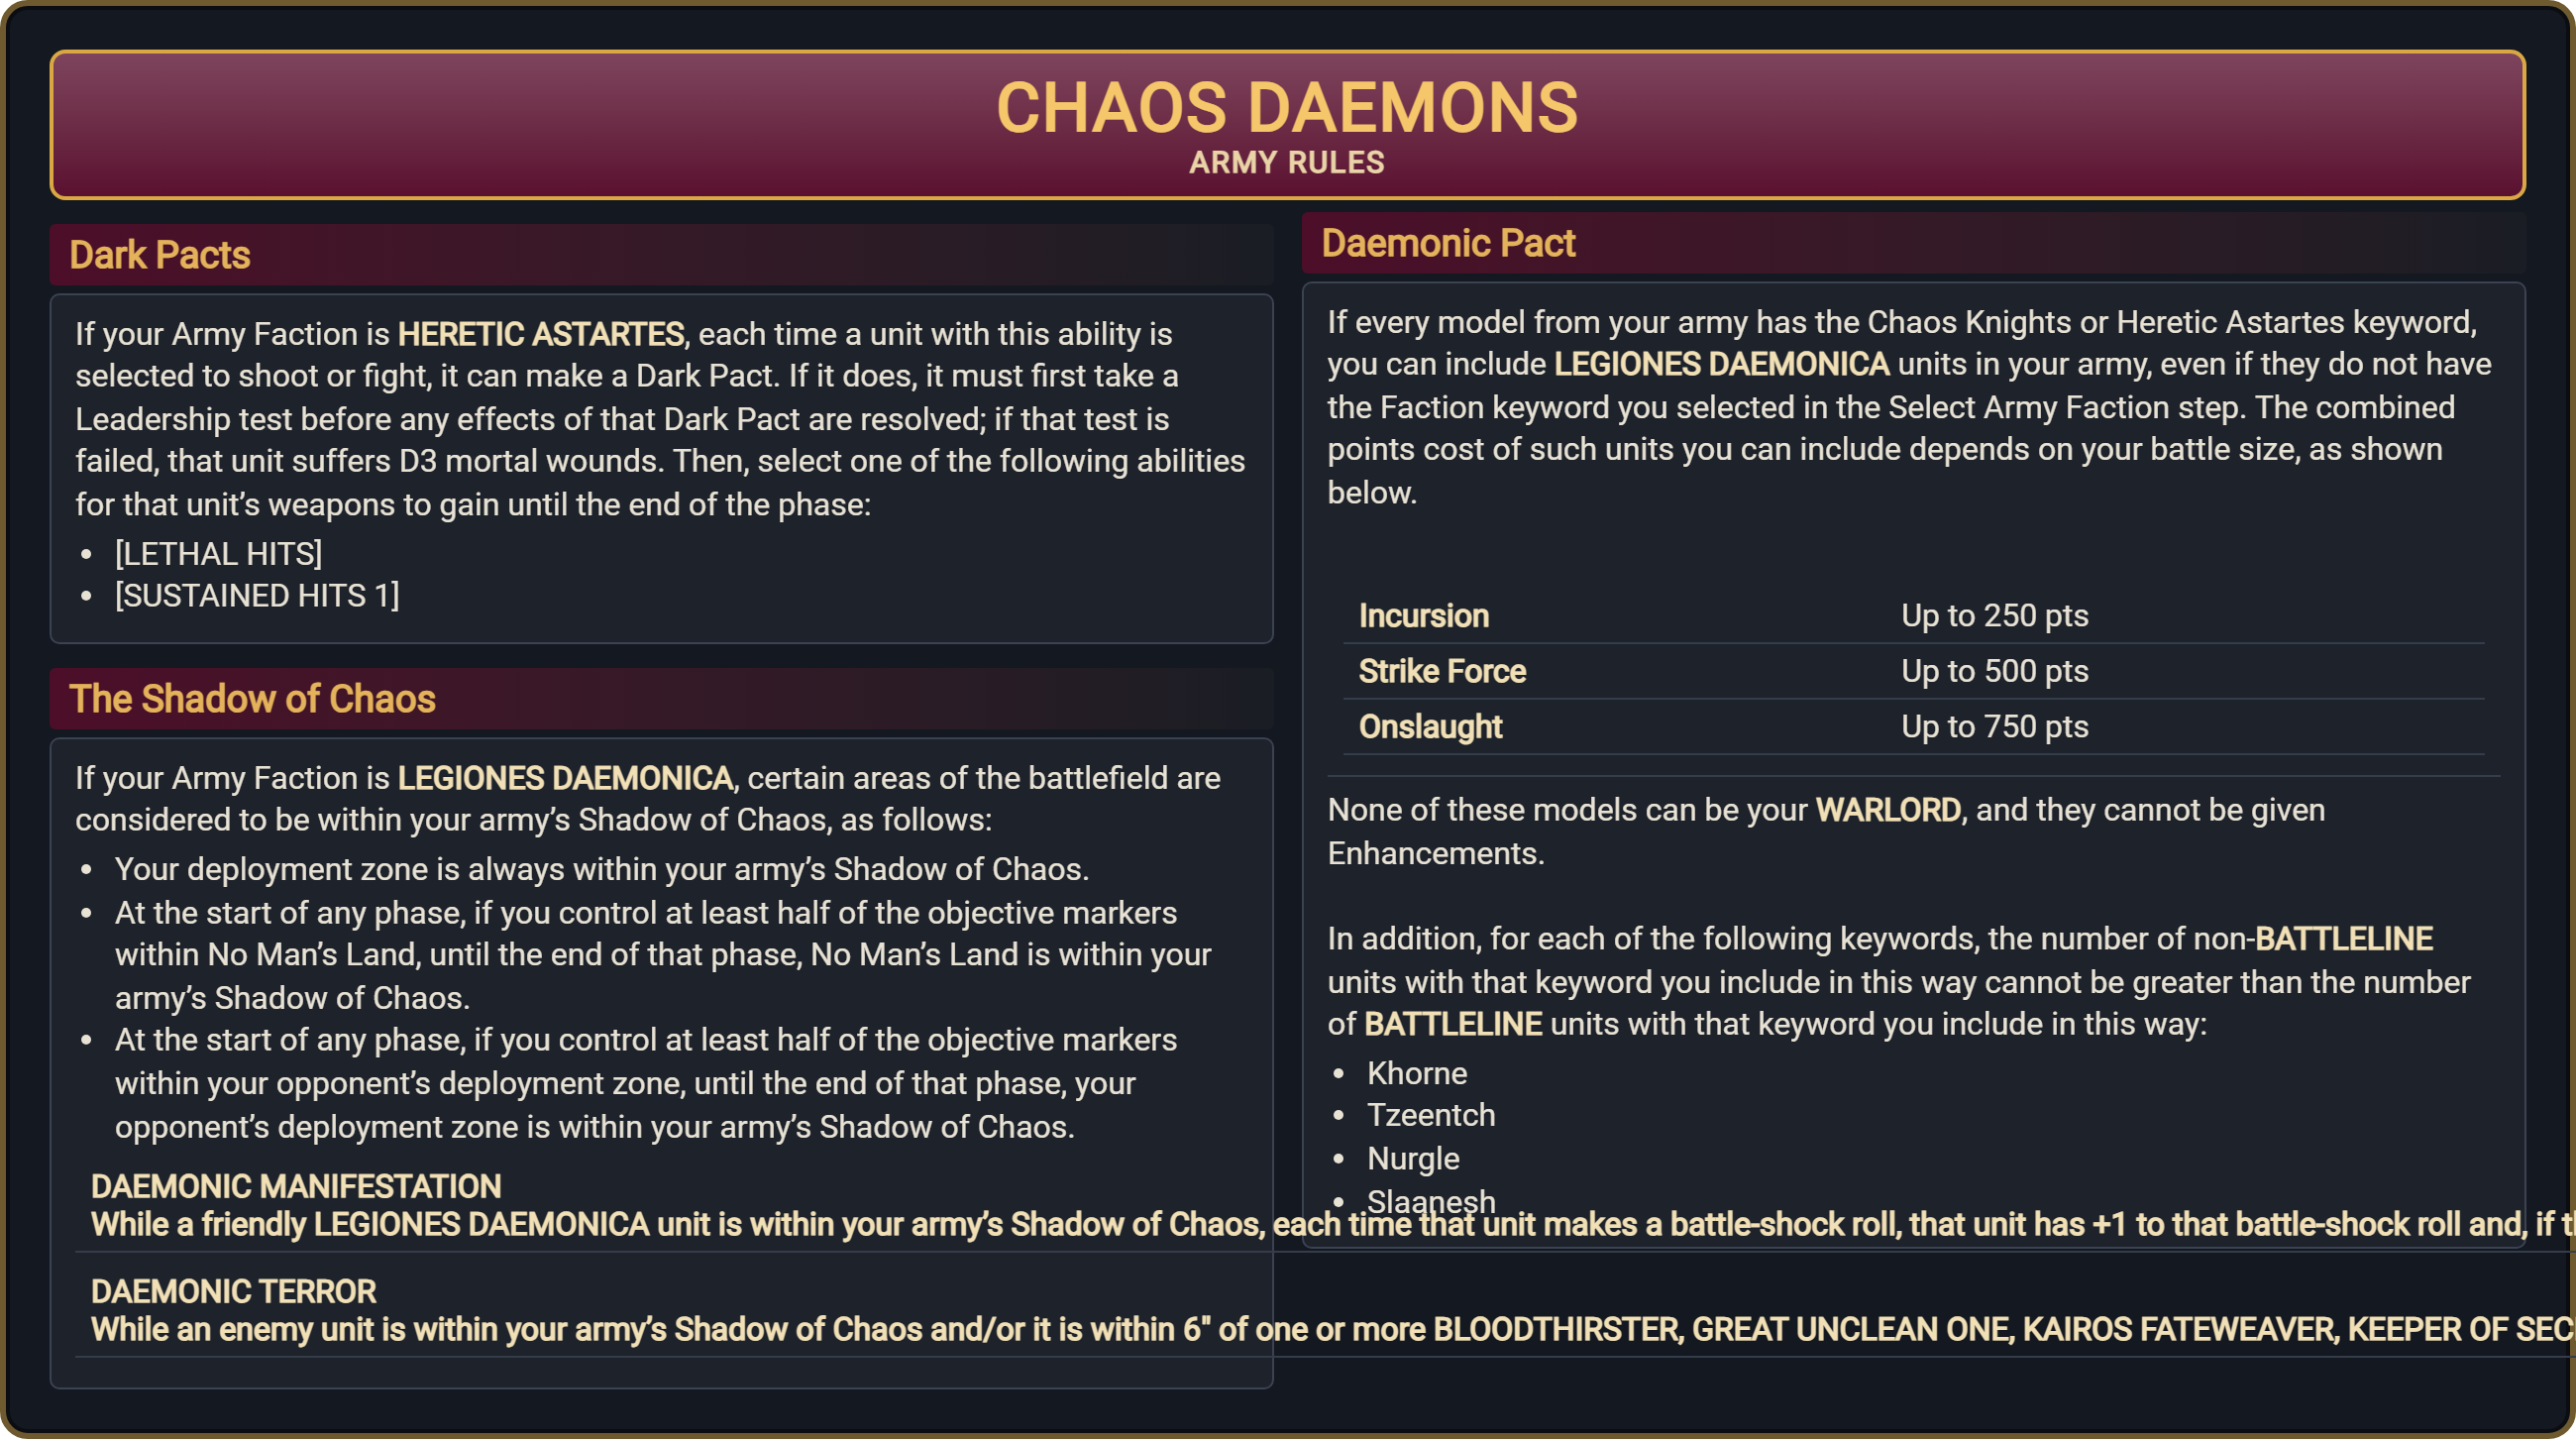 CHAOS DAEMONS
ARMY RULES
Dark Pacts
If your Army Faction is HERETIC ASTARTES, each time a unit with this ability is
selected to shoot or fight, it can make a Dark Pact. If it does, it must first take a
Leadership test before any effects of that Dark Pact are resolved; if that test is
failed, that unit suffers D3 mortal wounds. Then, select one of the following abilities
for that unit’s weapons to gain until the end of the phase:
• [LETHAL HITS]
• [SUSTAINED HITS 1]
The Shadow of Chaos
If your Army Faction is LEGIONES DAEMONICA, certain areas of the battlefield are
considered to be within your army’s Shadow of Chaos, as follows:
• Your deployment zone is always within your army’s Shadow of Chaos.
• At the start of any phase, if you control at least half of the objective markers
within No Man’s Land, until the end of that phase, No Man’s Land is within your
army’s Shadow of Chaos.
• At the start of any phase, if you control at least half of the objective markers
within your opponent’s deployment zone, until the end of that phase, your
opponent’s deployment zone is within your army’s Shadow of Chaos.
DAEMONIC MANIFESTATION
While a friendly LEGIONES DAEMONICA unit is within your army’s Shadow of Chaos, each time that unit makes a battle-shock roll, that unit has +1 to that battle-shock roll and, if
DAEMONIC TERROR
While an enemy unit is within your army’s Shadow of Chaos and/or it is within 6" of one or more BLOODTHIRSTER, GREAT UNCLEAN ONE, KAIROS FATEWEAVER, KEEPER OF
Daemonic Pact
If every model from your army has the Chaos Knights or Heretic Astartes keyword,
you can include LEGIONES DAEMONICA units in your army, even if they do not have
the Faction keyword you selected in the Select Army Faction step. The combined
points cost of such units you can include depends on your battle size, as shown
below.
Incursion Up to 250 pts
Strike Force Up to 500 pts
Onslaught Up to 750 pts
None of these models can be your WARLORD, and they cannot be given
Enhancements.
In addition, for each of the following keywords, the number of non-BATTLELINE
units with that keyword you include in this way cannot be greater than the number
of BATTLELINE units with that keyword you include in this way:
• Khorne
• Tzeentch
• Nurgle
• Slaanesh